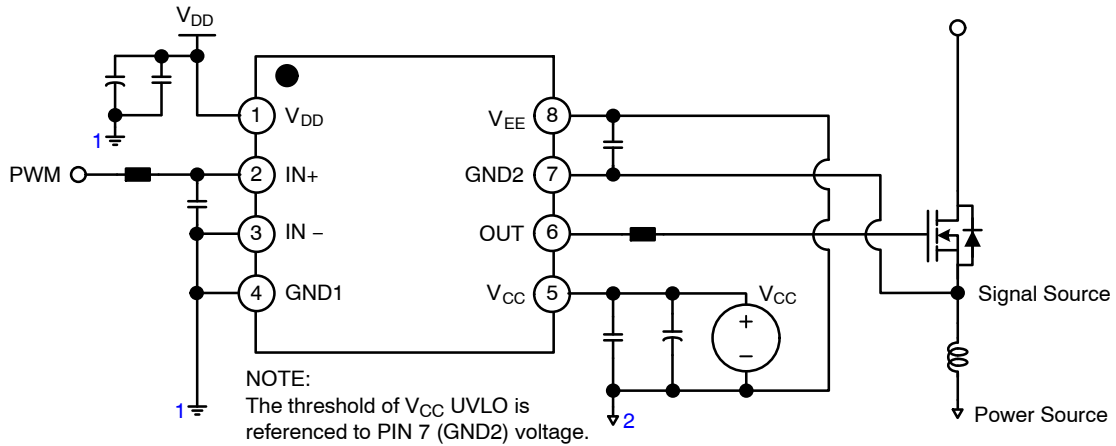 VDD
1
1 VDD
VEE 8
PWM
2 IN+
GND2 7
3 IN –
OUT 6
4 GND1
VCC 5
VCC
+
–
Signal Source
1
2
Power Source
NOTE:
The threshold of VCC UVLO is
referenced to PIN 7 (GND2) voltage.